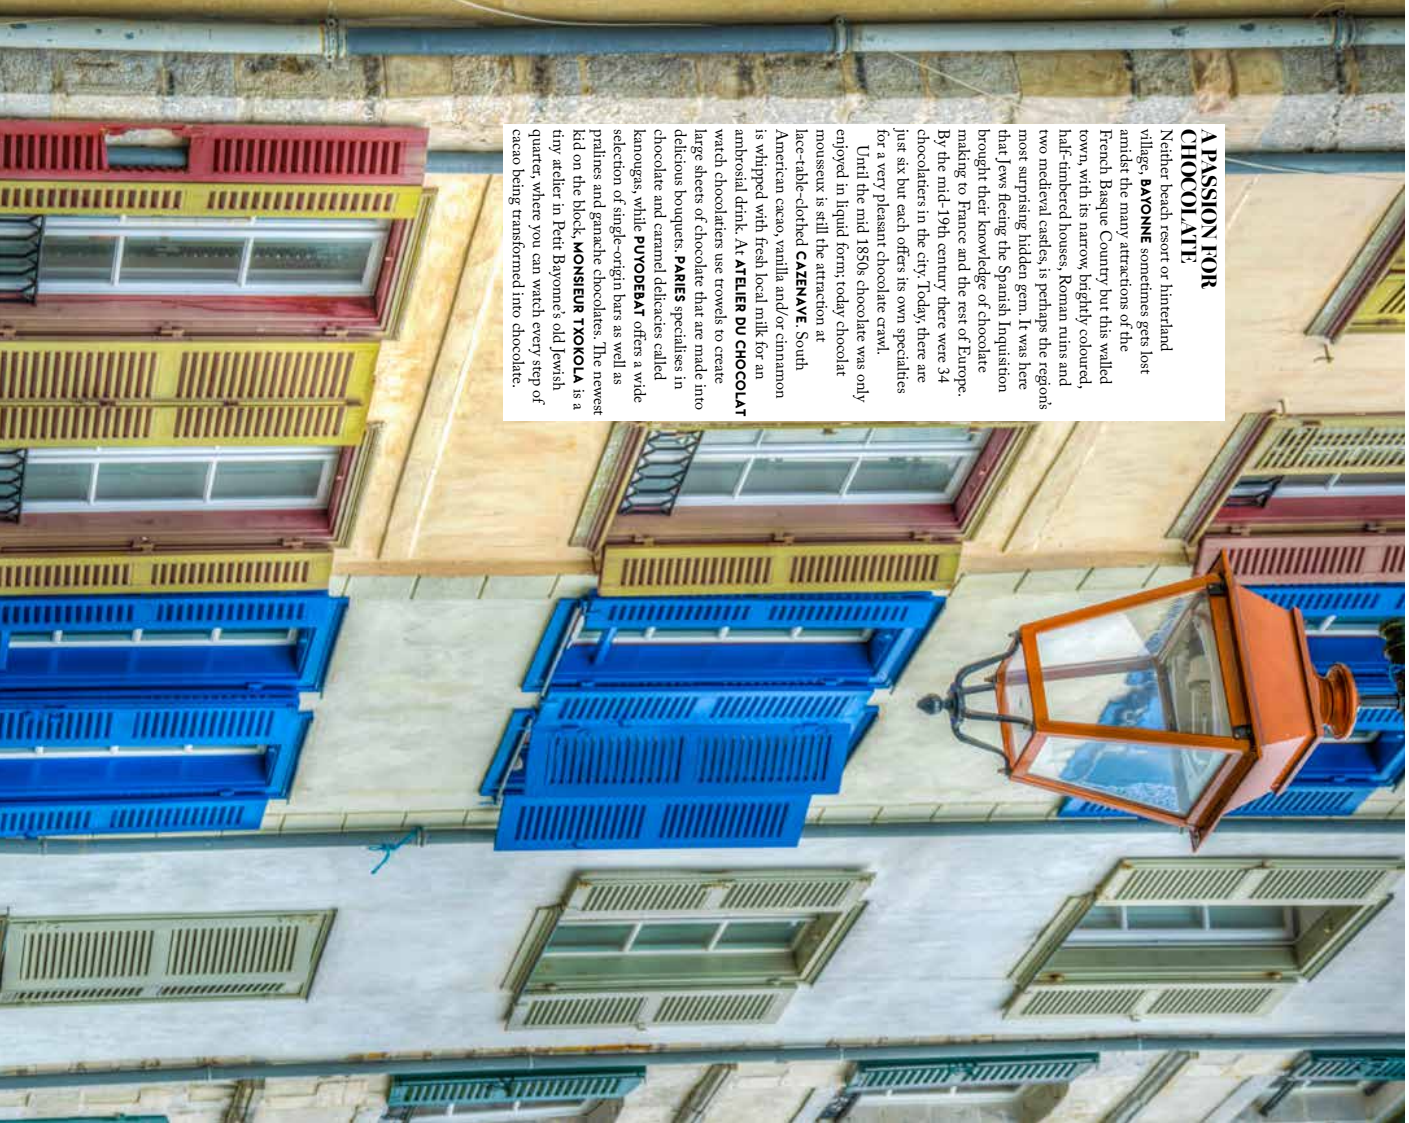 A PASSION FOR
CHOCOLATE
Neither beach resort or hinterland
village, BAYONNE sometimes gets lost
amidst the many attractions of the
French Basque Country but this walled
town, with its narrow, brightly coloured,
half-timbered houses, Roman ruins and
two medieval castles, is perhaps the region's
most surprising hidden gem. It was here
that Jews fleeing the Spanish Inquisition
brought their knowledge of chocolate
making to France and the rest of Europe.
By the mid-19th century there were 34
chocolatiers in the city. Today, there are
just six but each offers its own specialties
for a very pleasant chocolate crawl.
Until the mid 1850s chocolate was only
enjoyed in liquid form; today chocolat
mousseux is still the attraction at
lace-table-clothed CAZENAVE. South
American cacao, vanilla and/or cinnamon
is whipped with fresh local milk for an
ambrosial drink. At ATELIER DU CHOCOLAT
watch chocolatiers use trowels to create
large sheets of chocolate that are made into
delicious bouquets. PARIES specialises in
chocolate and caramel delicacies called
kanougas, while PUYODEBAT offers a wide
selection of single-origin bars as well as
pralines and ganache chocolates. The newest
kid on the block, MONSIEUR TXOKOLA is a
tiny atelier in Petit Bayonne's old Jewish
quarter, where you can watch every step of
cacao being transformed into chocolate.